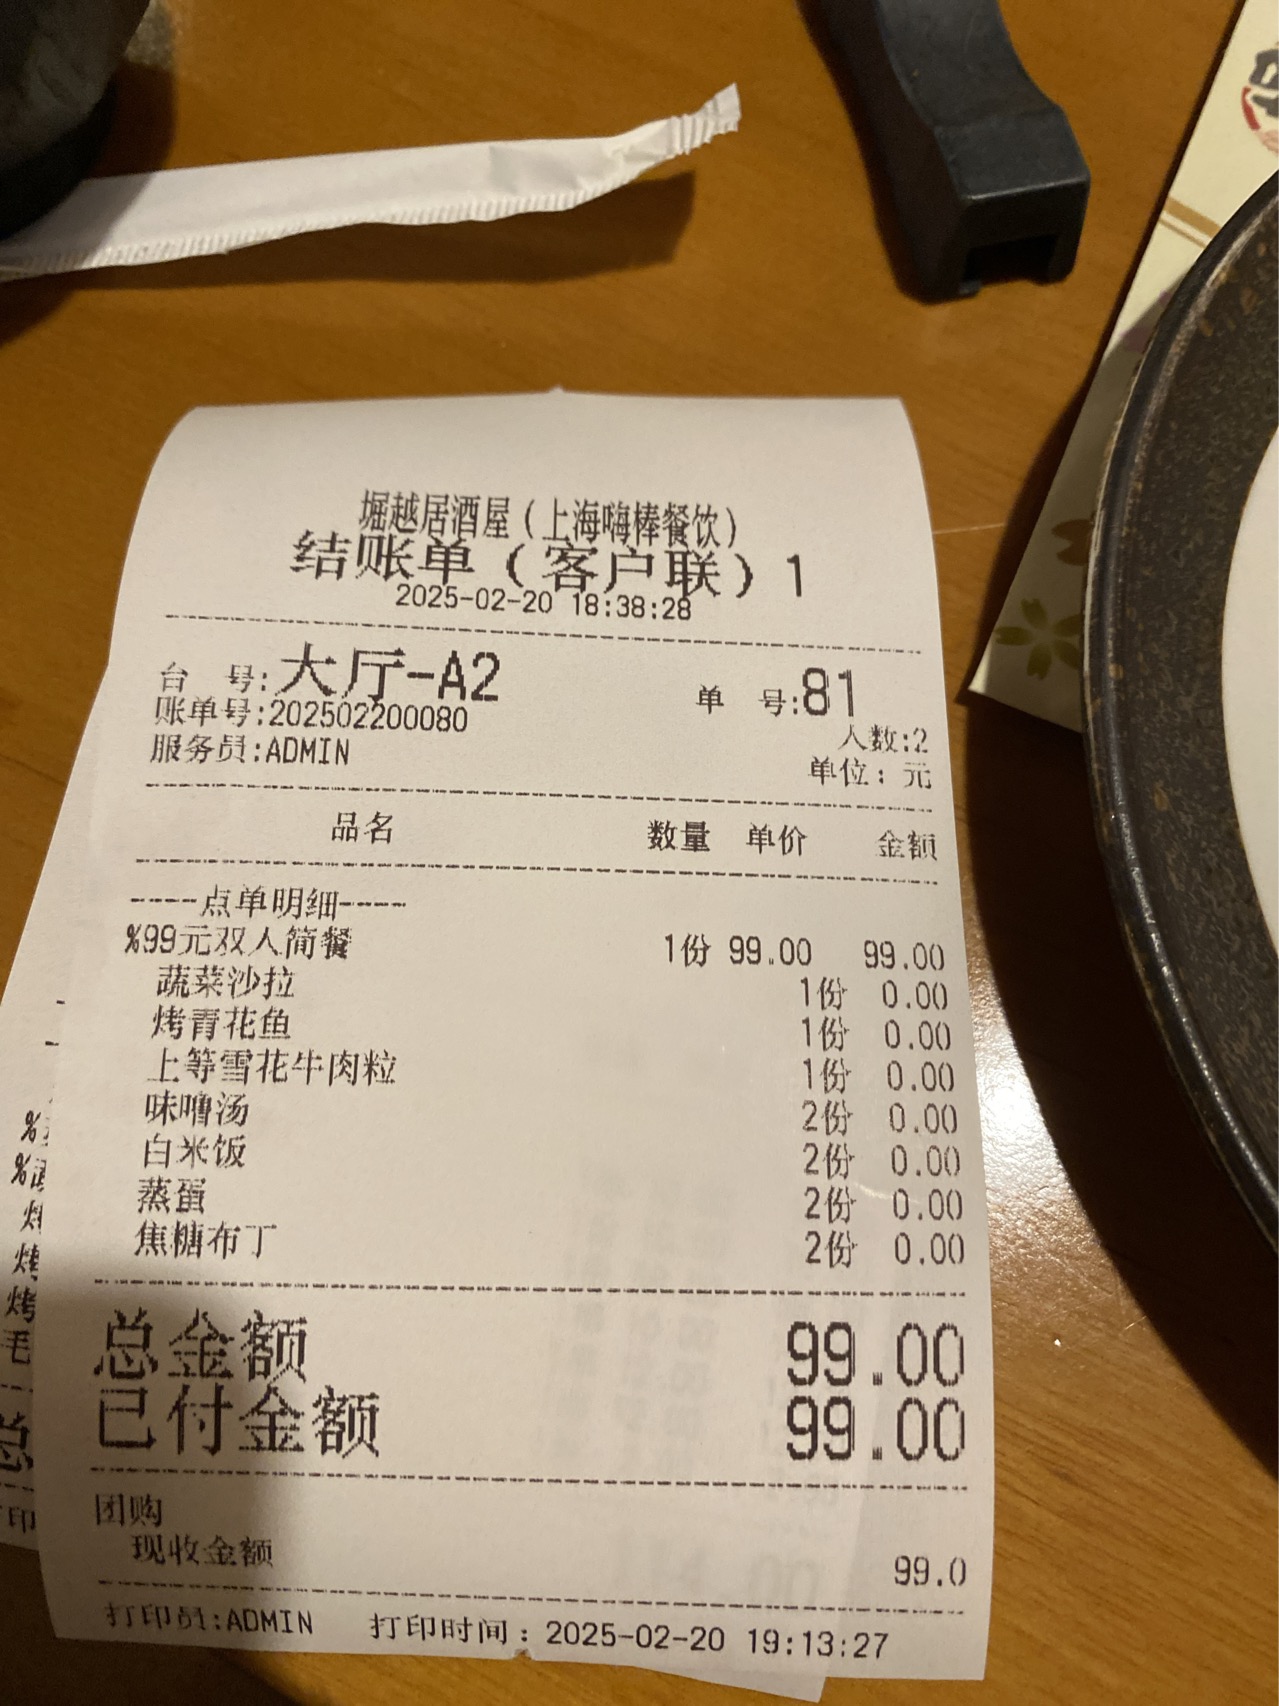 堀越居酒屋（上海嗨棒餐饮）
结账单（客户联）1
2025-02-20 18:38:28
台 号:大厅-A2 单 号:81
账单号:202502200080
人数:2
服务员:ADMIN
单位：元
品名 数量 单价 金额
----点单明细----
%99元双人简餐 1份 99.00 99.00
蔬菜沙拉 1份 0.00
烤青花鱼 1份 0.00
上等雪花牛肉粒 1份 0.00
味噜汤 2份 0.00
白米饭 2份 0.00
蒸蛋 2份 0.00
焦糖布丁 2份 0.00
总金额 99.00
已付金额 99.00
团购
现收金额 99.0
打印员:ADMIN 打印时间：2025-02-20 19:13:27
%
%
烤
烤
毛
总
印